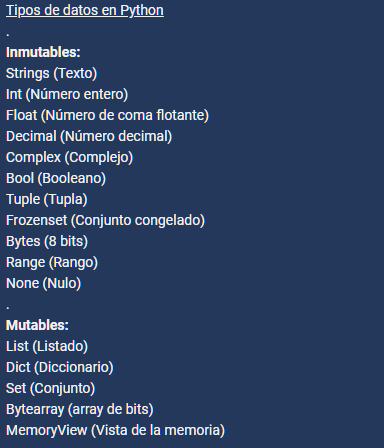 Tipos de datos en Python
.
Inmutables:
Strings (Texto)
Int (Número entero)
Float (Número de coma flotante)
Decimal (Número decimal)
Complex (Complejo)
Bool (Booleano)
Tuple (Tupla)
Frozenset (Conjunto congelado)
Bytes (8 bits)
Range (Rango)
None (Nulo)
.
Mutables:
List (Listado)
Dict (Diccionario)
Set (Conjunto)
Bytearray (array de bits)
MemoryView (Vista de la memoria)